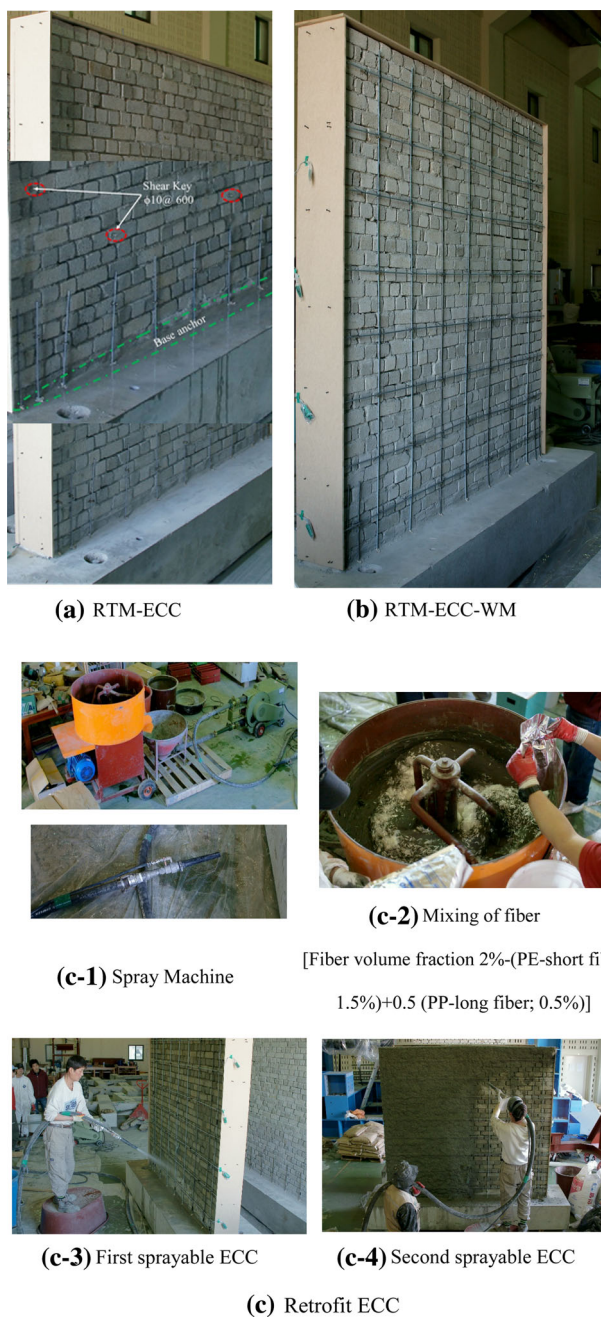 Shear Key
ϕ10@ 600
Base anchor
(a) RTM-ECC
(b) RTM-ECC-WM
(c-1) Spray Machine
(c-2) Mixing of fiber
[Fiber volume fraction 2%-(PE-short fi
1.5%)+0.5 (PP-long fiber; 0.5%)]
(c-3) First sprayable ECC
(c-4) Second sprayable ECC
(c) Retrofit ECC